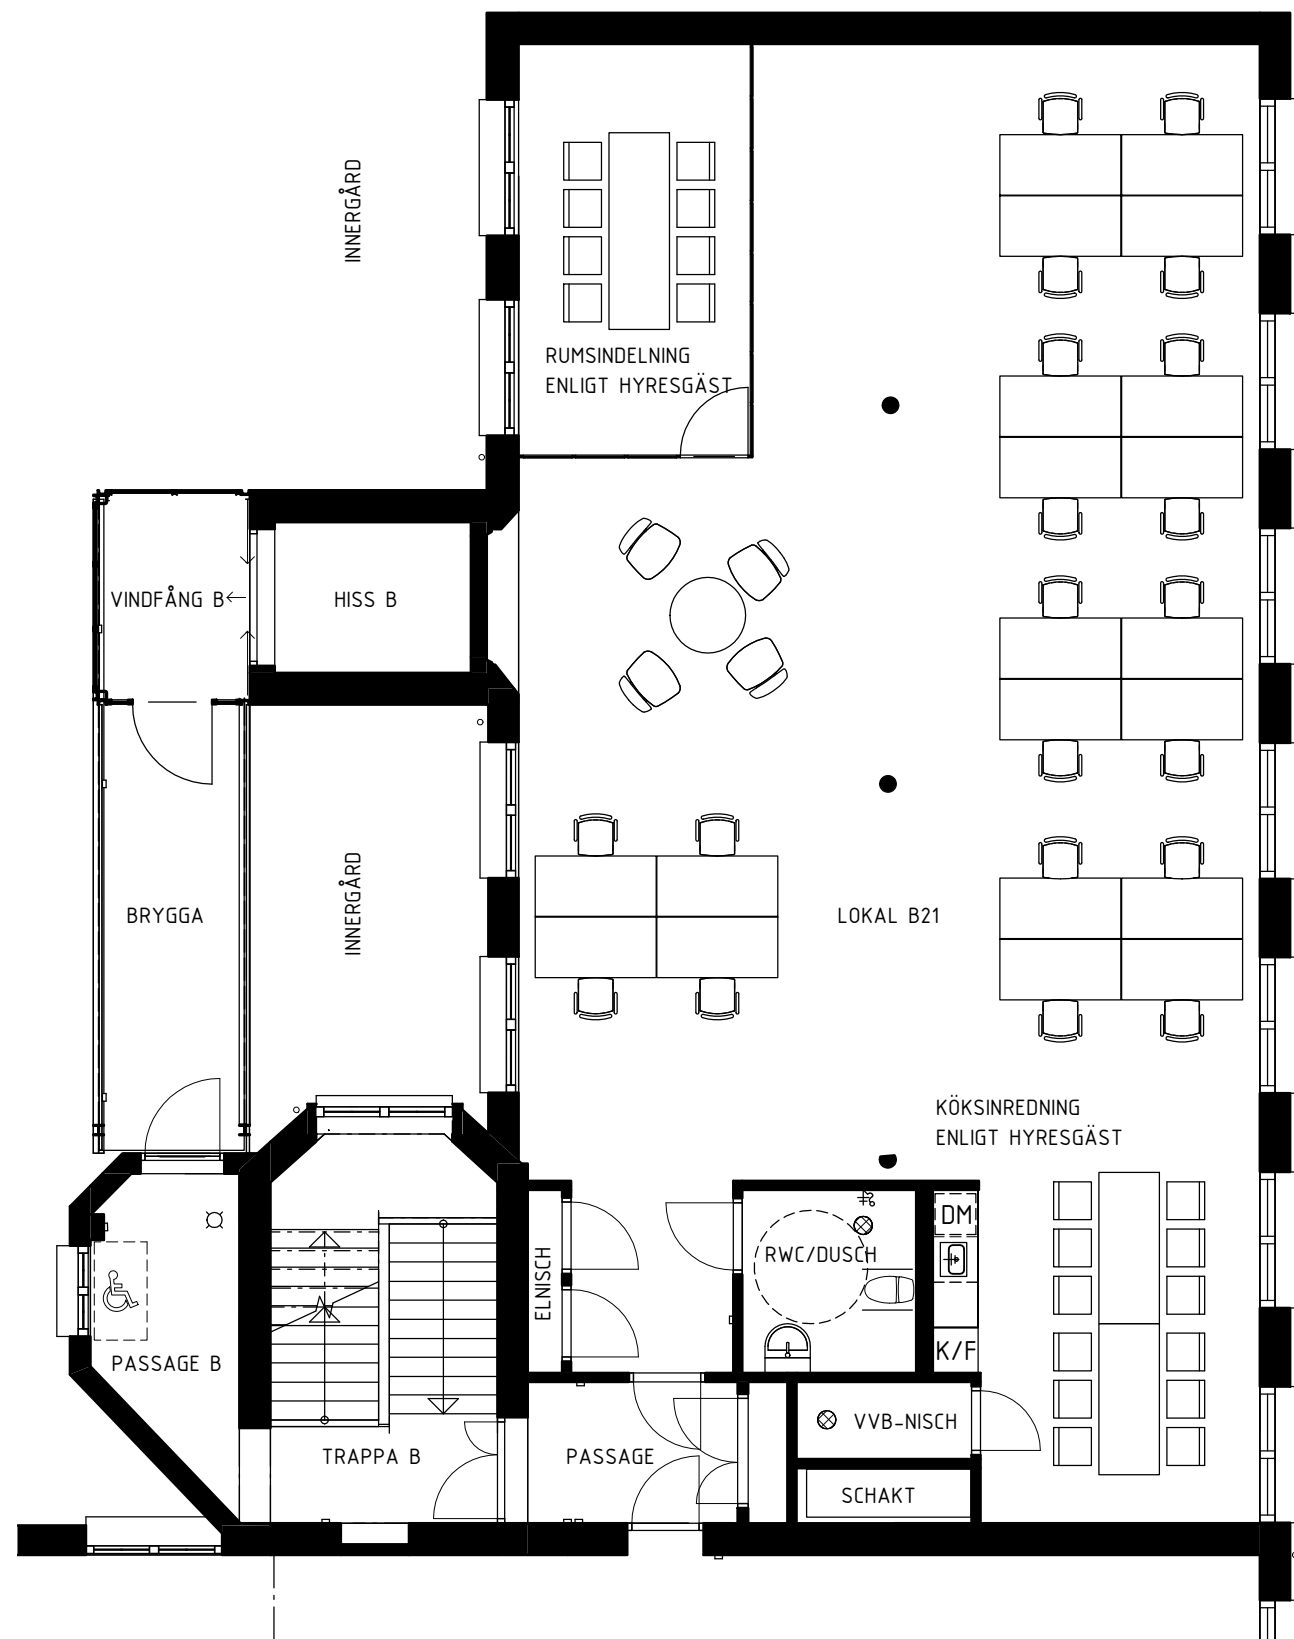 INNERGÅRD
RUMSINDELNING
ENLIGT HYRESGÄST
VINDFÅNG B
HISS B
INNERGÅRD
BRYGGA
LOKAL B21
KÖKSINREDNING
ENLIGT HYRESGÄST
DM
RWC/DUSCH
ELNISCH
K/F
PASSAGE B
VVB-NISCH
TRAPPA B
PASSAGE
SCHAKT